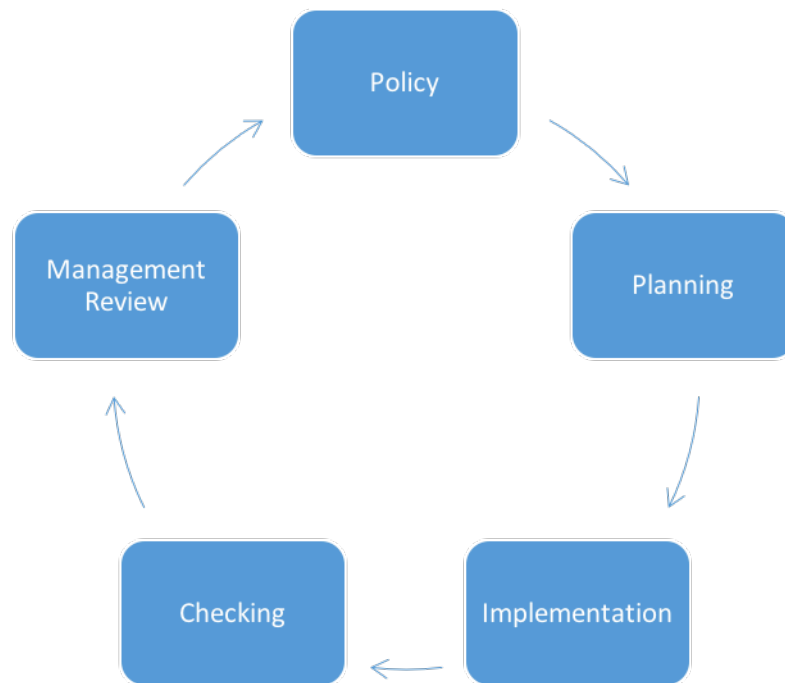 Policy
Planning
Implementation
Checking
Management
Review